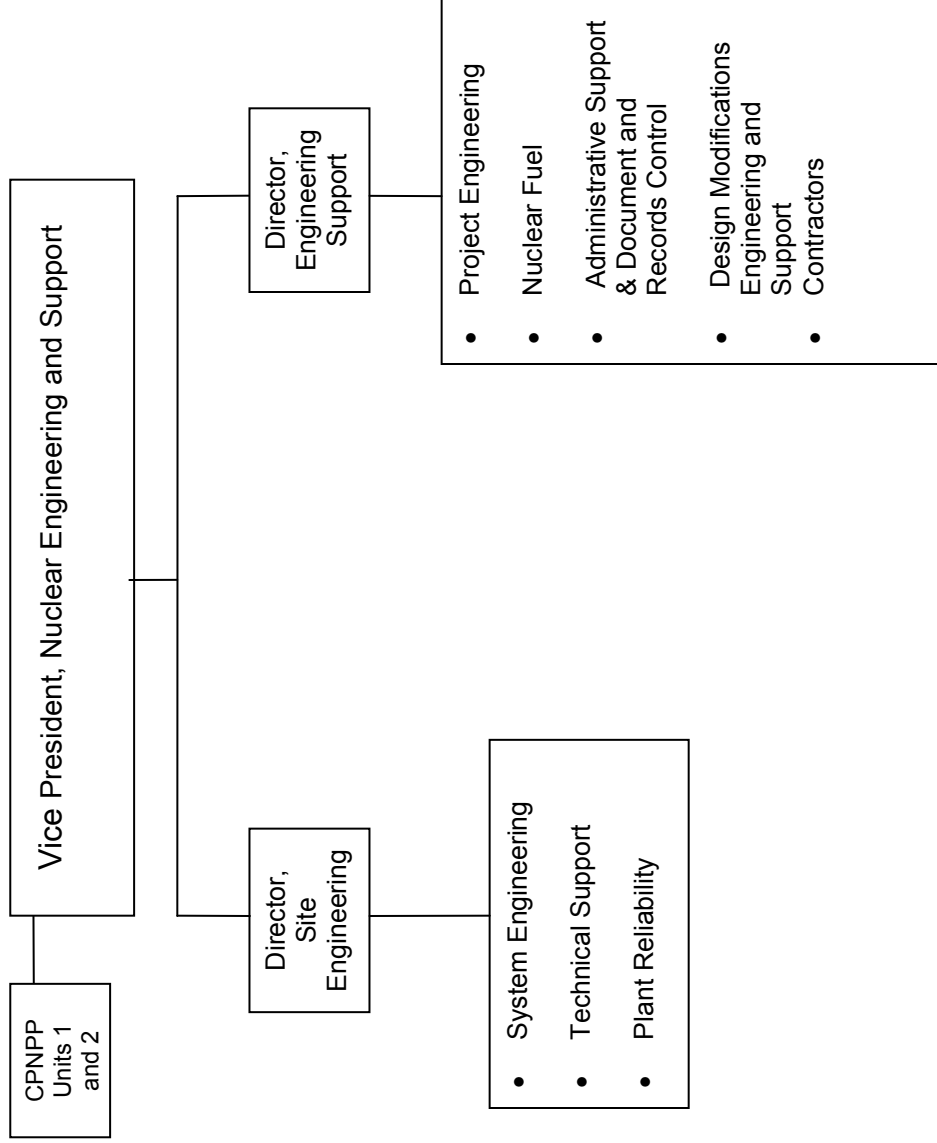 CPNPP
Units 1
and 2
Vice President, Nuclear Engineering and Support
Director,
Site
Engineering
Director,
Engineering
Support
• System Engineering
• Technical Support
• Plant Reliability
• Project Engineering
• Nuclear Fuel
• Administrative Support
& Document and
Records Control
• Design Modifications
Engineering and
Support
• Contractors